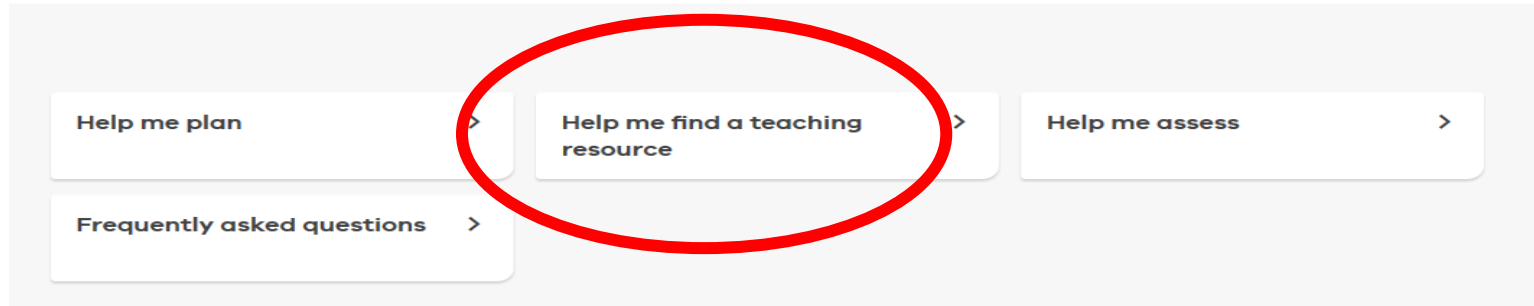 Help me plan
Help me find a teaching
resource
Help me assess
Frequently asked questions